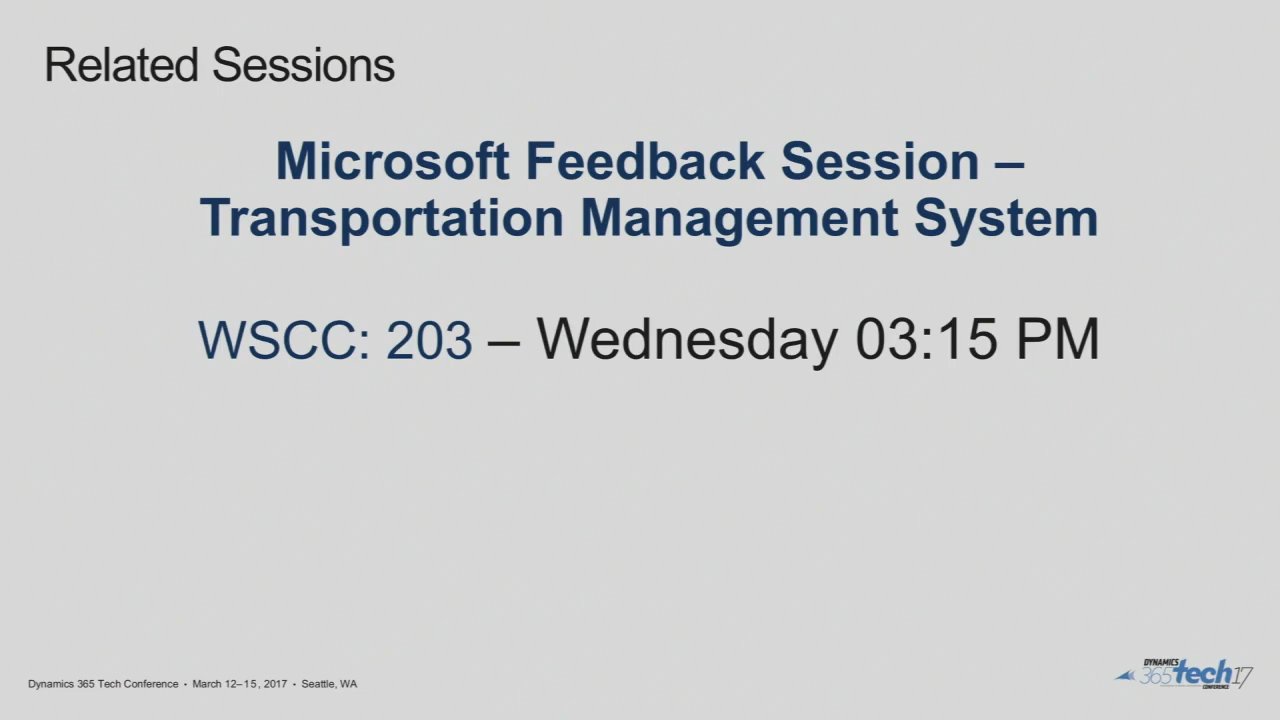 Related Sessions
Microsoft Feedback Session –
Transportation Management System
WSCC: 203 – Wednesday 03:15 PM
Dynamics 365 Tech Conference • March 12–15, 2017 • Seattle, WA
DYNAMICS
365tech17
CONFERENCE